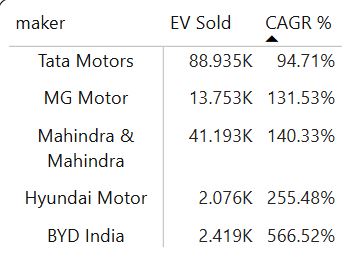 maker EV Sold CAGR %
Tata Motors 88.935K 94.71%
MG Motor 13.753K 131.53%
Mahindra & 41.193K 140.33%
Mahindra
Hyundai Motor 2.076K 255.48%
BYD India 2.419K 566.52%